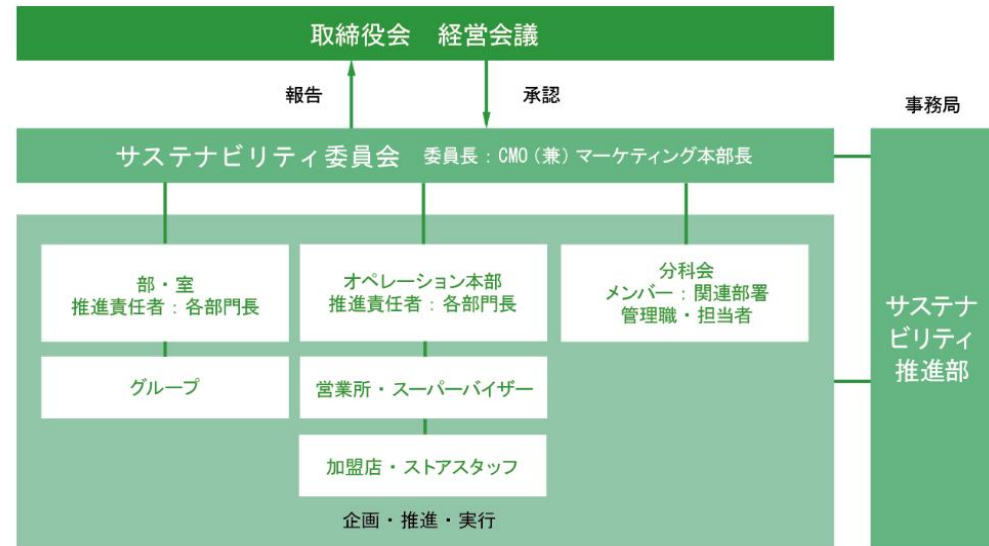 取締役会　経営会議
報告
承認
事務局
サステナビリティ委員会　委員長：CMO（兼）マーケティング本部長
部・室
推進責任者：各部門長
グループ
オペレーション本部
推進責任者：各部門長
営業所・スーパーバイザー
加盟店・ストアスタッフ
分科会
メンバー：関連部署
管理職・担当者
企画・推進・実行
サステナ
ビリティ
推進部